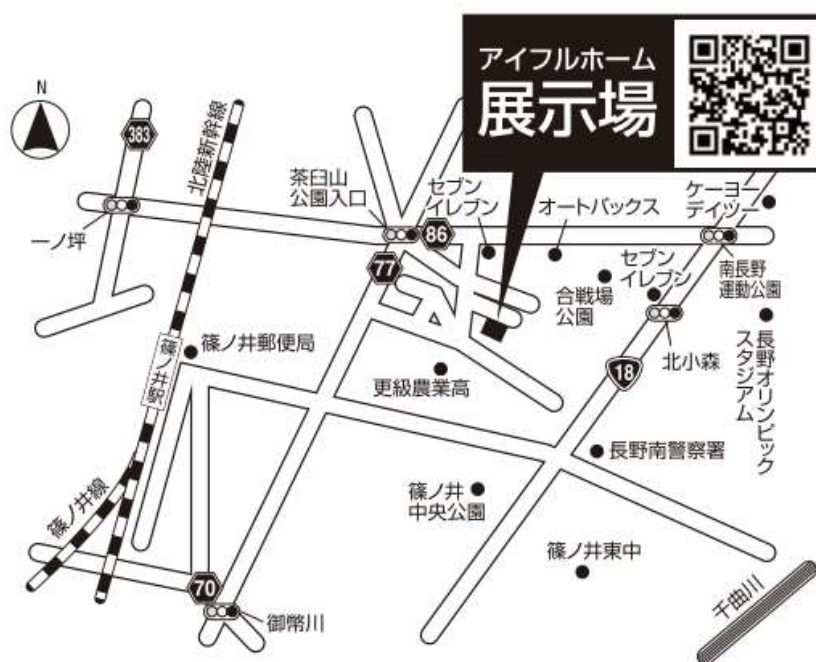 アイフルホーム
展示場
N
383
北陸新幹線
茶臼山
公園入口
セブン
イレブン
オートバックス
ケーヨー
デイツー
一ノ坪
86
77
セブン
イレブン
合戦場
公園
南長野
運動公園
篠ノ井郵便局
篠ノ井駅
更級農業高
18
北小森
長野オリンピック
スタジアム
長野南警察署
篠ノ井
中央公園
篠ノ井線
篠ノ井東中
70
御幣川
千曲川